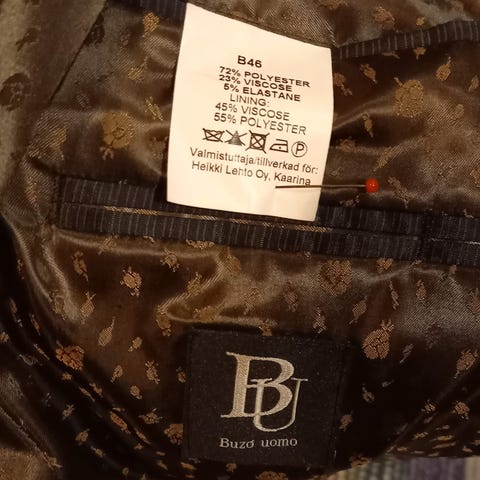 B46
72% POLYESTER
23% VISCOSE
5% ELASTANE
LINING:
45% VISCOSE
55% POLYESTER
P
Valmistuttaja/tillverkad för:
Heikki Lehto Oy, Kaarina
BU
Buzo uomo